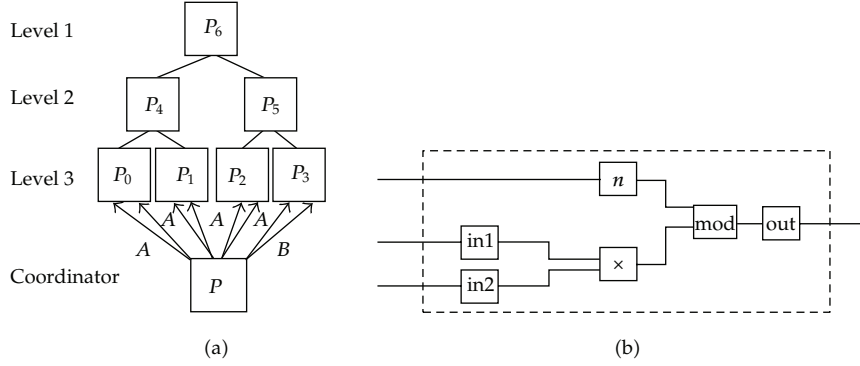 Level 1
P6
Level 2
P4
P5
Level 3
P0
P1
P2
P3
A
A
A
A
B
Coordinator
P
(a)
n
mod
out
in1
×
in2
(b)